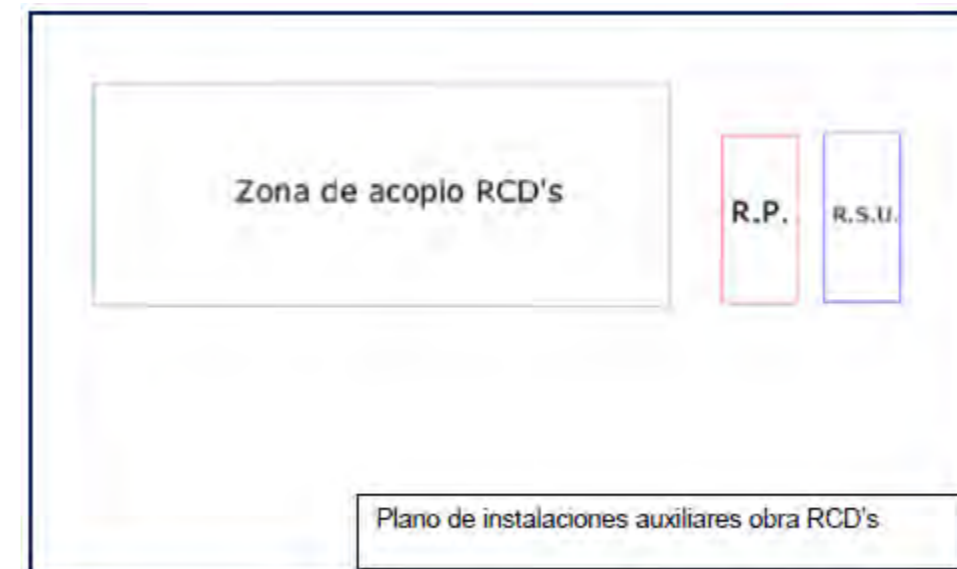 Zona de acopio RCD's
R.P.
R.S.U.
Plano de instalaciones auxiliares obra RCD's